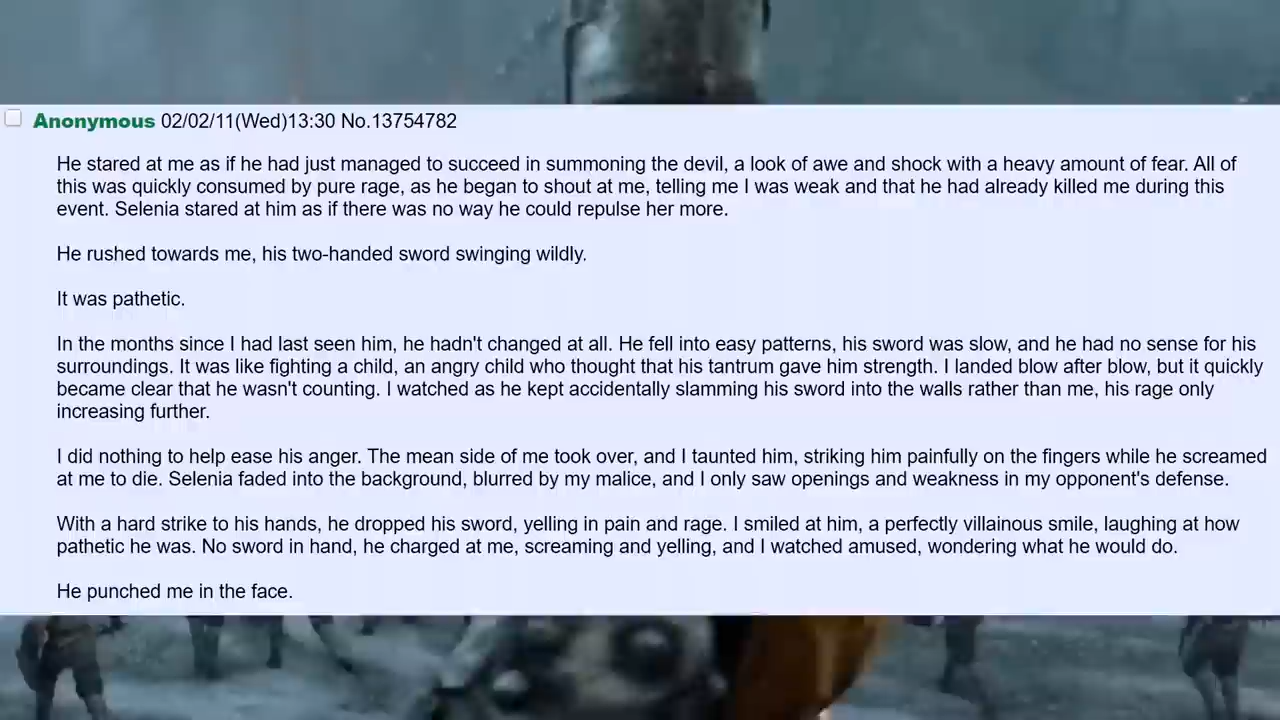 Anonymous 02/02/11(Wed)13:30 No.13754782
He stared at me as if he had just managed to succeed in summoning the devil, a look of awe and shock with a heavy amount of fear. All of
this was quickly consumed by pure rage, as he began to shout at me, telling me I was weak and that he had already killed me during this
event. Selenia stared at him as if there was no way he could repulse her more.
He rushed towards me, his two-handed sword swinging wildly.
It was pathetic.
In the months since I had last seen him, he hadn't changed at all. He fell into easy patterns, his sword was slow, and he had no sense for his
surroundings. It was like fighting a child, an angry child who thought that his tantrum gave him strength. I landed blow after blow, but it quickly
became clear that he wasn't counting. I watched as he kept accidentally slamming his sword into the walls rather than me, his rage only
increasing further.
I did nothing to help ease his anger. The mean side of me took over, and I taunted him, striking him painfully on the fingers while he screamed
at me to die. Selenia faded into the background, blurred by my malice, and I only saw openings and weakness in my opponent's defense.
With a hard strike to his hands, he dropped his sword, yelling in pain and rage. I smiled at him, a perfectly villainous smile, laughing at how
pathetic he was. No sword in hand, he charged at me, screaming and yelling, and I watched amused, wondering what he would do.
He punched me in the face.